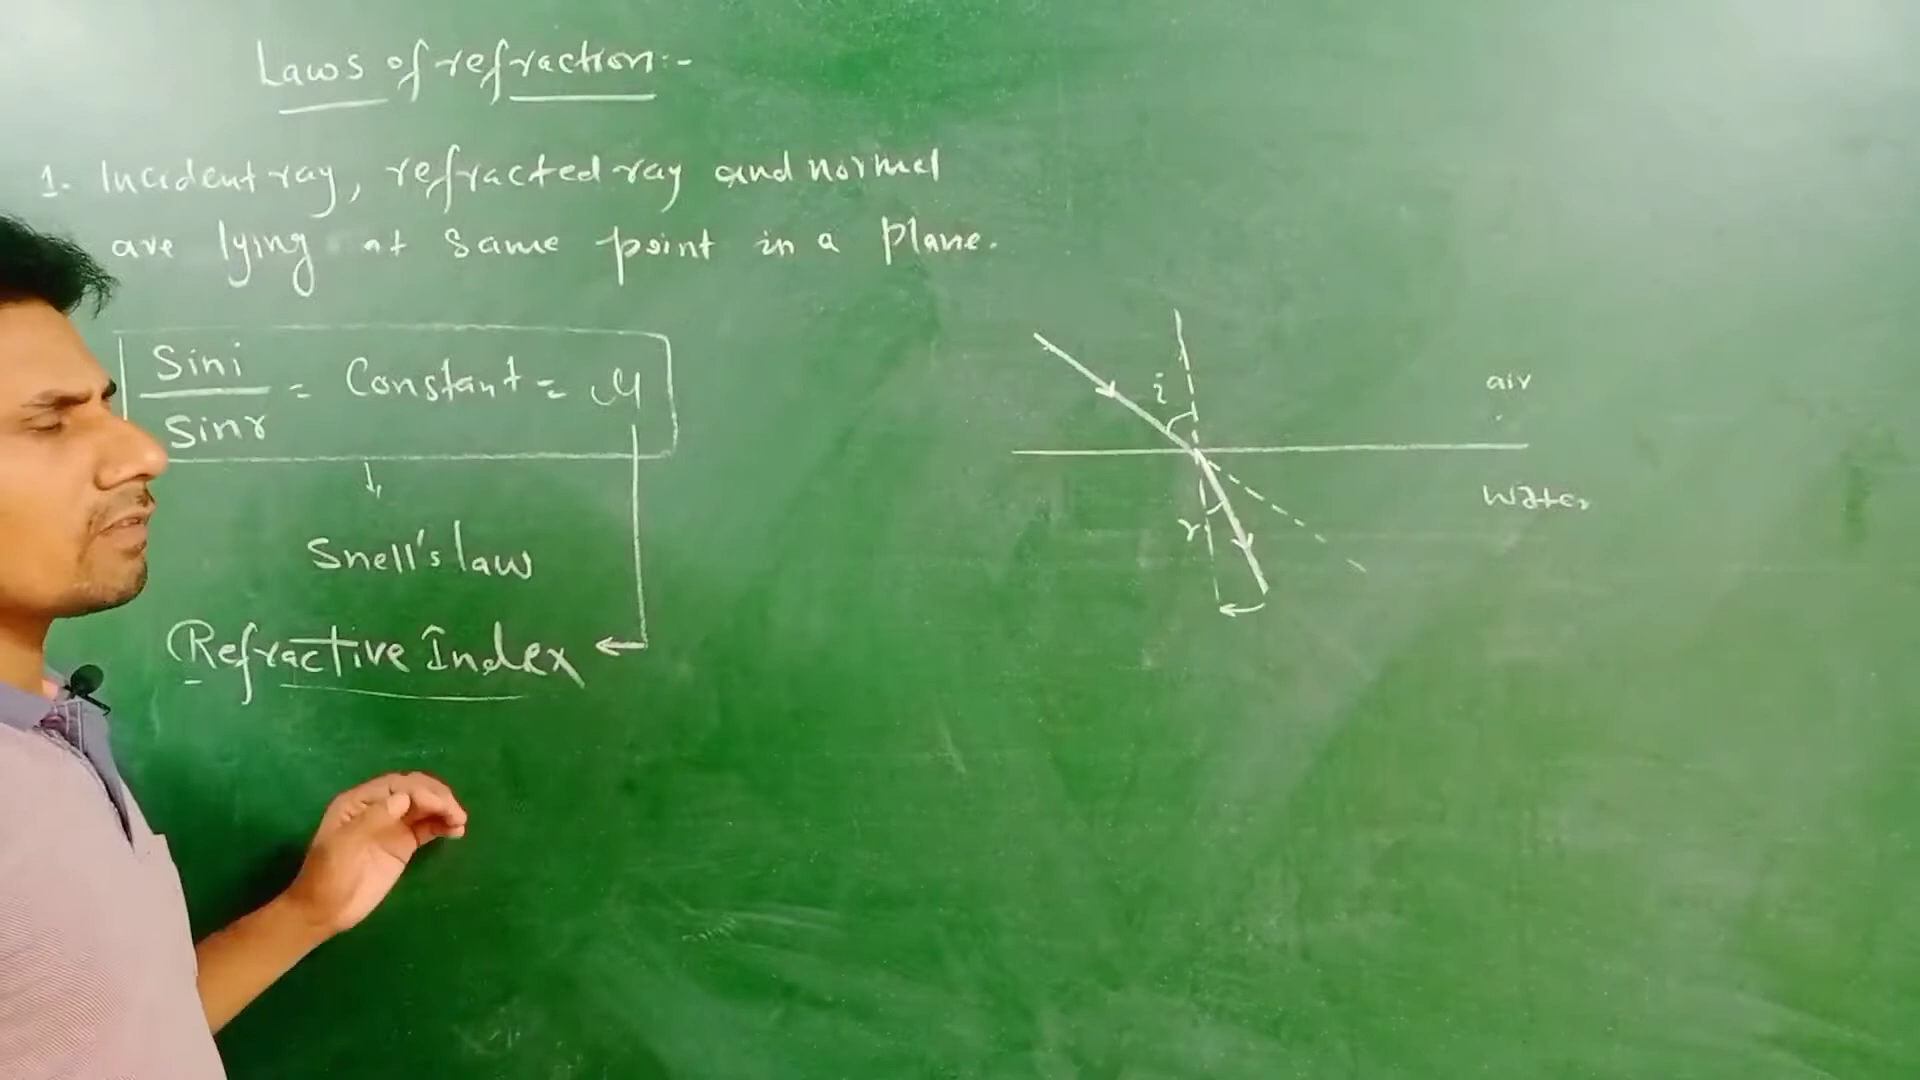 Laws of refraction:-
1. Incident ray, refracted ray and normal
are lying at same point in a plane.
Sini
Sinr
= Constant = μ
Snell's law
Refractive Index
i
air
water
r